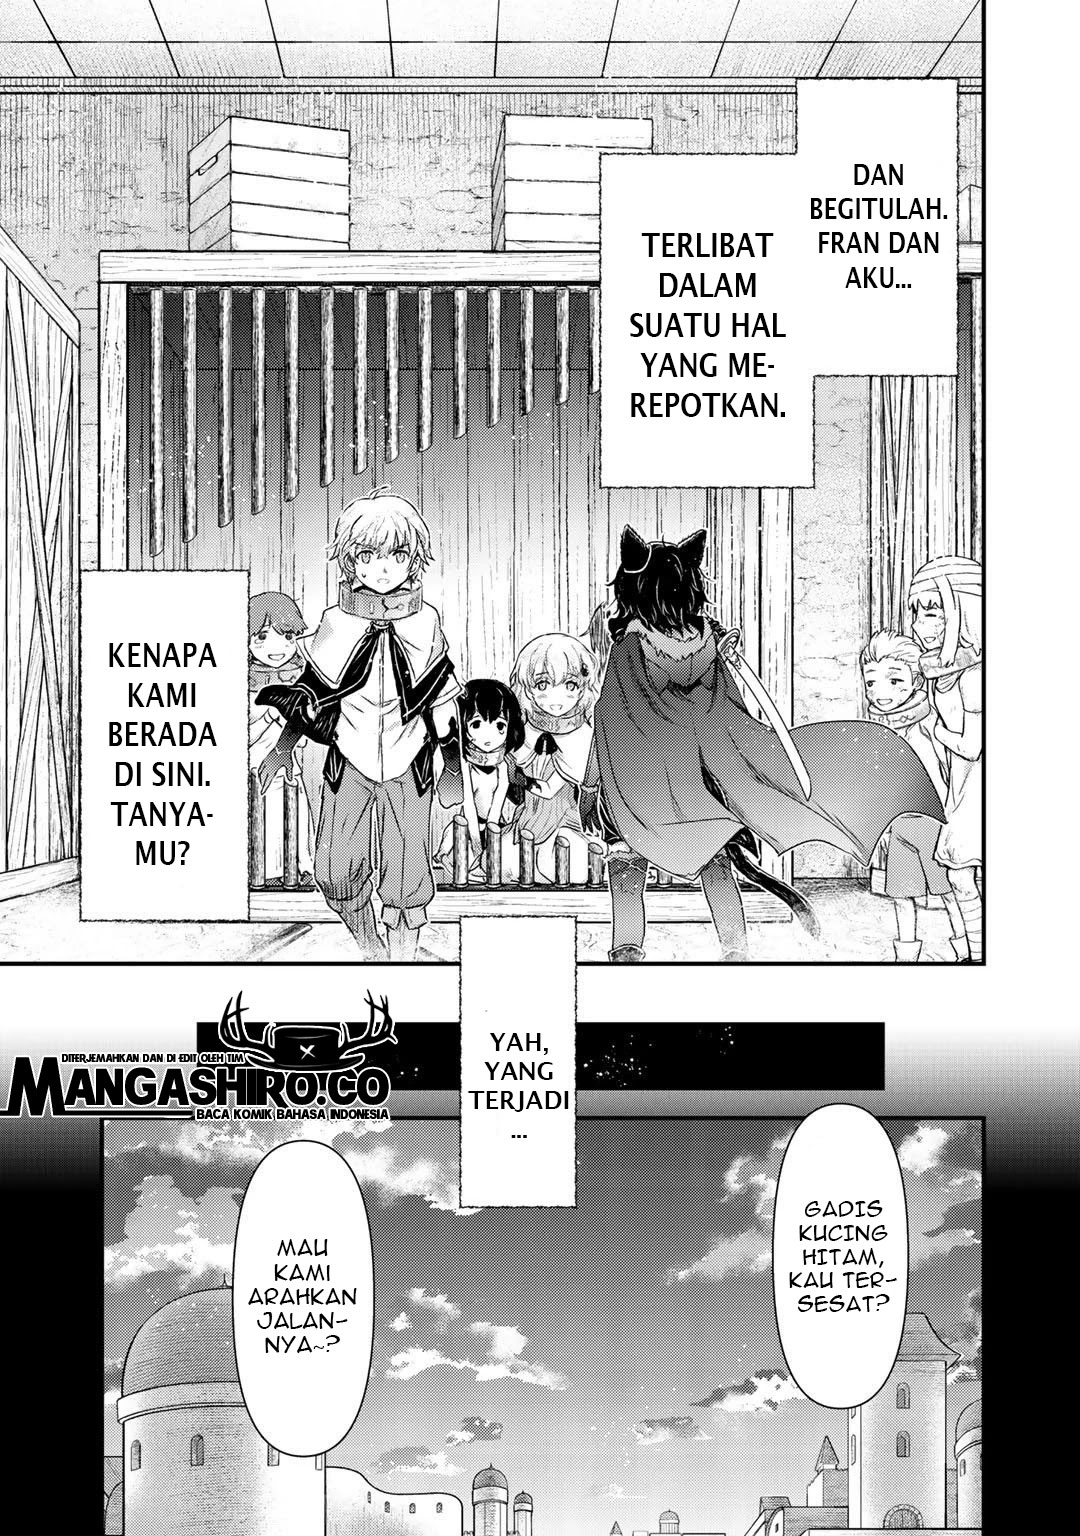 DAN
BEGITULAH.
FRAN DAN
AKU...
TERLIBAT
DALAM
SUATU HAL
YANG ME-
REPOTKAN.
KENAPA
KAMI
BERADA
DI SINI.
TANYA-
MU?
YAH,
YANG
TERJADI
...
DITERJEMAHKAN DAN DI EDIT OLEH TIM
MANGASHIRO.CO
BACA KOMIK BAHASA INDONESIA
GADIS
KUCING
HITAM,
KAU TER-
SESAT?
MAU
KAMI
ARAHKAN
JALAN-
NYA~?